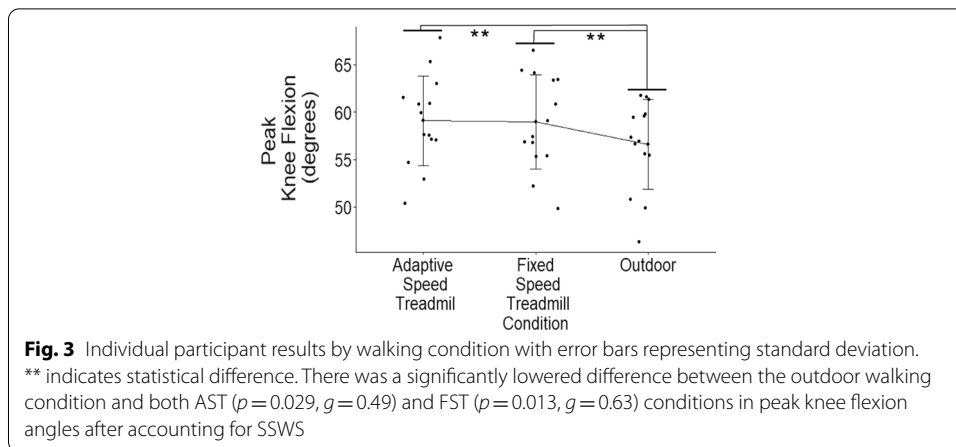 ** **
65
60
55
50
Peak
Knee Flexion
(degrees)
Adaptive
Speed
Treadmil
Fixed
Speed
Treadmill
Condition
Outdoor
Fig. 3 Individual participant results by walking condition with error bars representing standard deviation.
** indicates statistical difference. There was a significantly lowered difference between the outdoor walking
condition and both AST (p = 0.029, g = 0.49) and FST (p = 0.013, g = 0.63) conditions in peak knee flexion
angles after accounting for SSWS